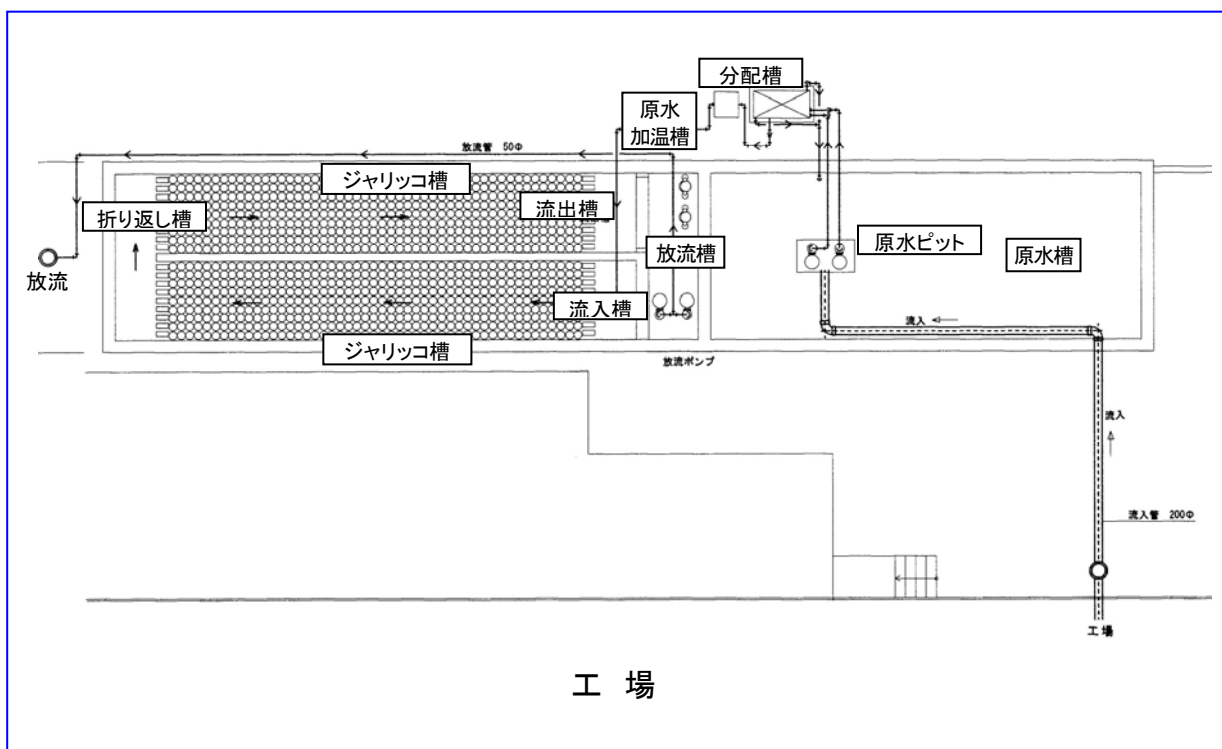 分配槽
原水
加温槽
放流管 50Φ
ジャリッコ槽
折り返し槽
流出槽
放流槽
原水ピット
原水槽
放流
流入槽
流入
ジャリッコ槽
放流ポンプ
流入
流入管 200Φ
工場
工 場